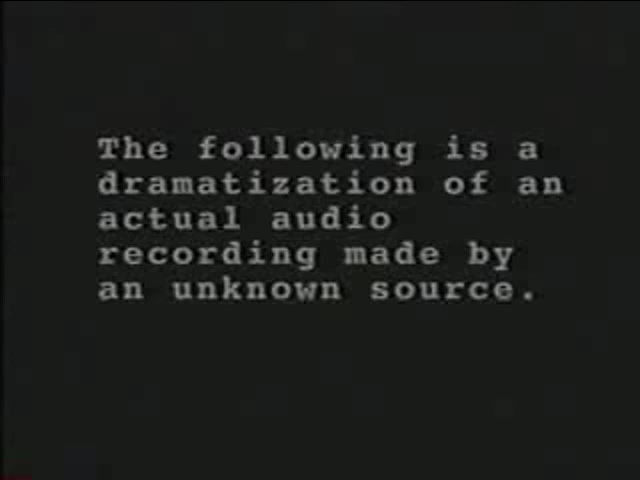 The following is a
dramatization of an
actual audio
recording made by
an unknown source.